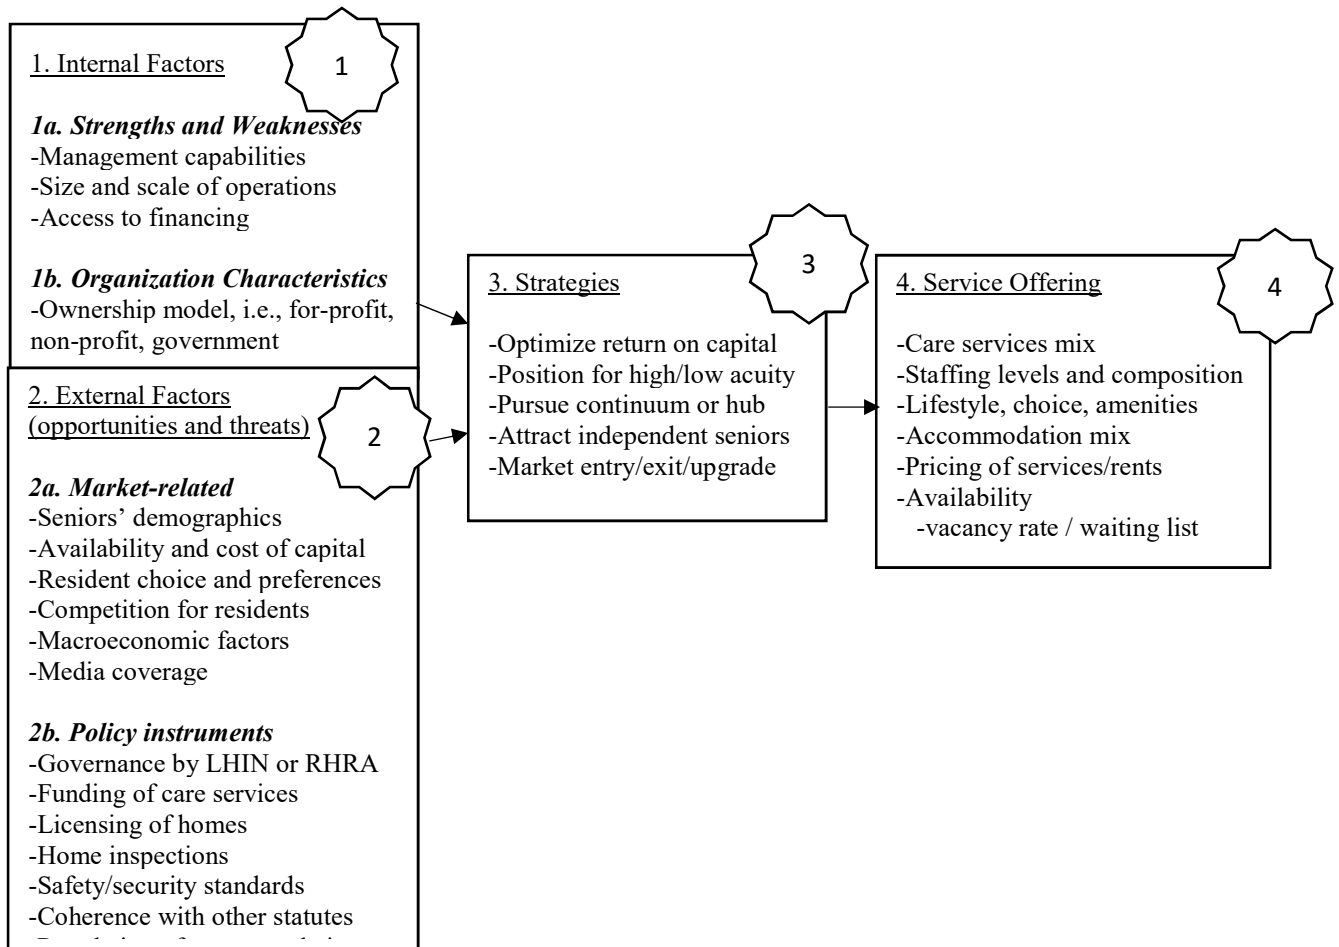 1. Internal Factors
1
1a. Strengths and Weaknesses
-Management capabilities
-Size and scale of operations
-Access to financing
1b. Organization Characteristics
-Ownership model, i.e., for-profit,
non-profit, government
2. External Factors
(opportunities and threats)
2
2a. Market-related
-Seniors’ demographics
-Availability and cost of capital
-Resident choice and preferences
-Competition for residents
-Macroeconomic factors
-Media coverage
2b. Policy instruments
-Governance by LHIN or RHRA
-Funding of care services
-Licensing of homes
-Home inspections
-Safety/security standards
-Coherence with other statutes
3. Strategies
3
-Optimize return on capital
-Position for high/low acuity
-Pursue continuum or hub
-Attract independent seniors
-Market entry/exit/upgrade
4. Service Offering
4
-Care services mix
-Staffing levels and composition
-Lifestyle, choice, amenities
-Accommodation mix
-Pricing of services/rents
-Availability
-vacancy rate / waiting list